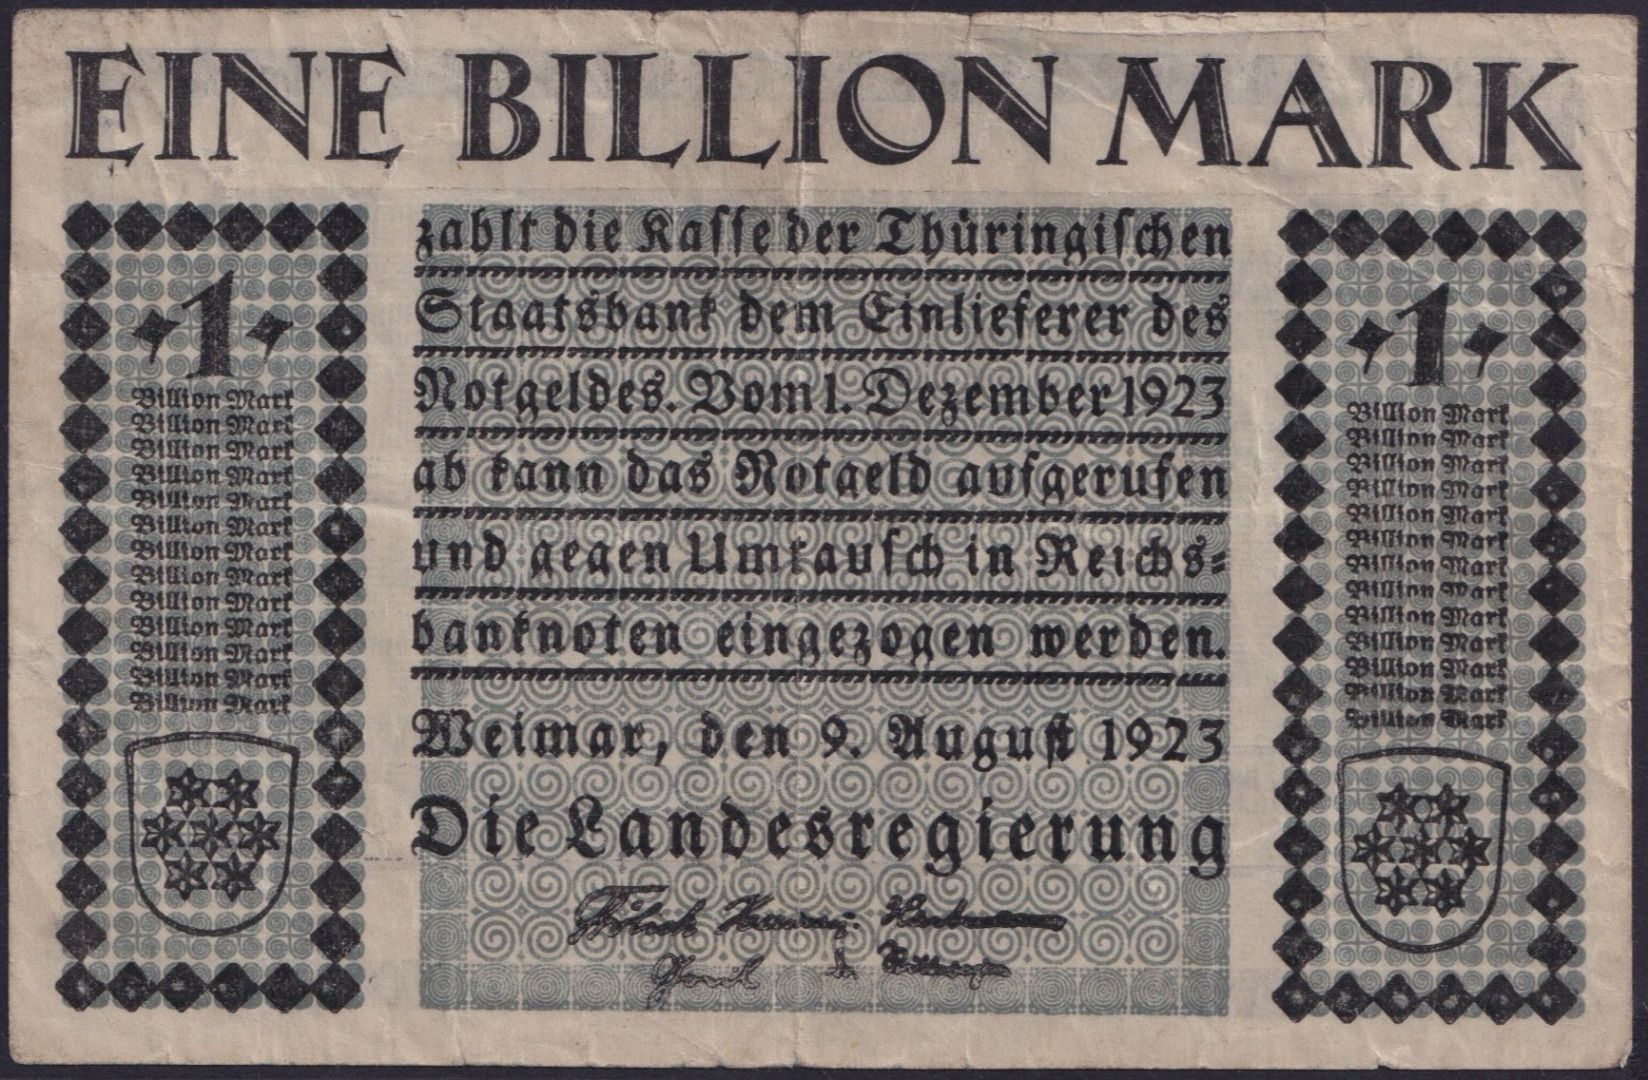 EINE BILLION MARK
zahlt die Kasse der Thüringischen
Staatsbank dem Einlieferer des
Notgeldes. Vom 1. Dezember 1923
ab kann das Notgeld aufgerufen
und gegen Umtausch in Reichs=
banknoten eingezogen werden.
Weimar, den 9. August 1923
Die Landesregierung
Frölich
1
Billion Mark
Billion Mark
Billion Mark
Billion Mark
Billion Mark
Billion Mark
Billion Mark
Billion Mark
Billion Mark
Billion Mark
Billion Mark
Billion Mark
Billion Mark
1
Billion Mark
Billion Mark
Billion Mark
Billion Mark
Billion Mark
Billion Mark
Billion Mark
Billion Mark
Billion Mark
Billion Mark
Billion Mark
Billion Mark
Billion Mark